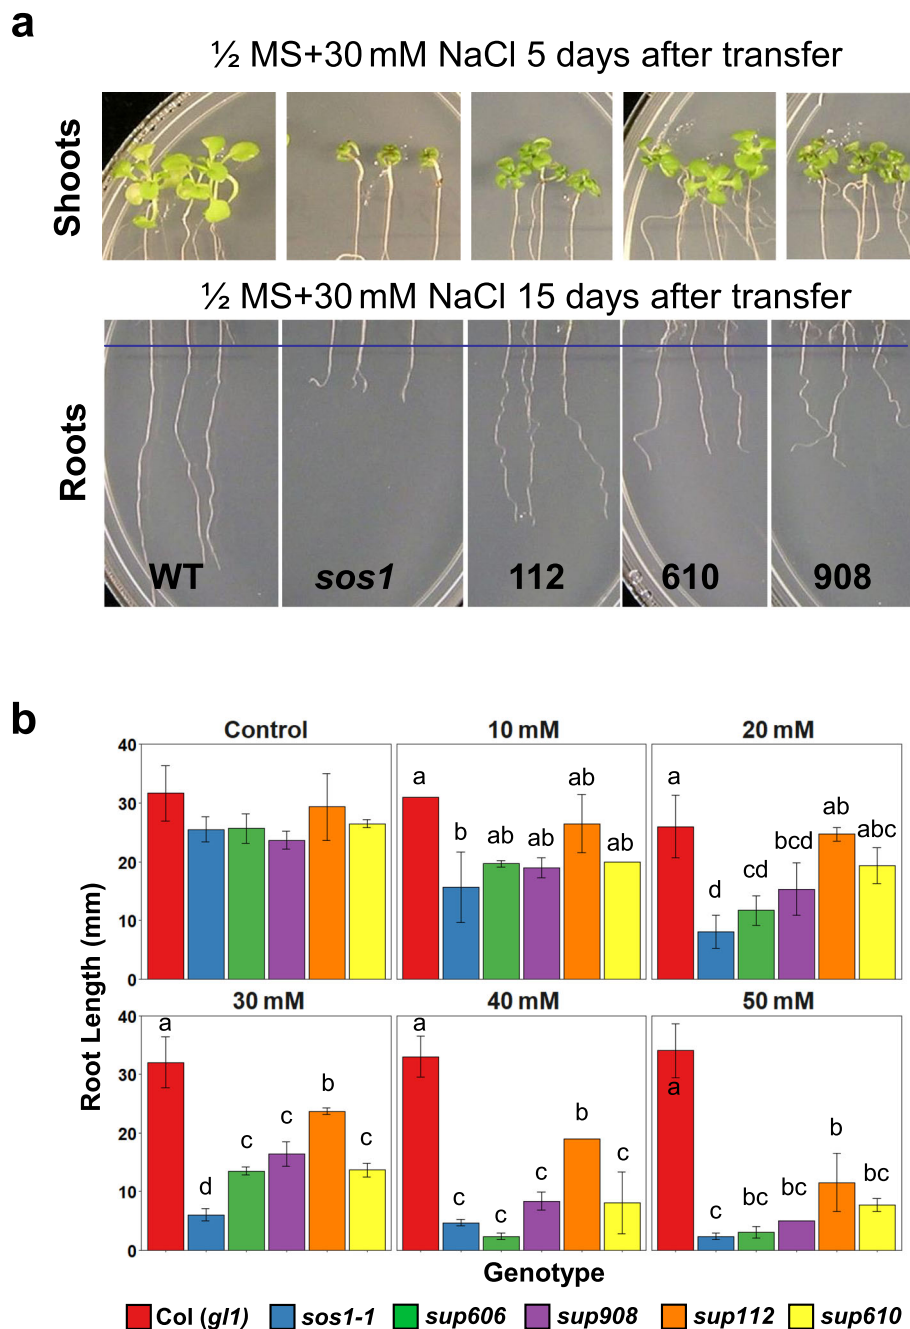 a
½ MS+30 mM NaCl 5 days after transfer
Shoots
½ MS+30 mM NaCl 15 days after transfer
Roots
WT sos1 112 610 908
b
Root Length (mm)
Control 10 mM 20 mM
40
30
20
10
0
a
b
ab
ab
ab
ab
a
d
cd
bcd
ab
abc
30 mM 40 mM 50 mM
40
30
20
10
0
a
d
c
c
b
c
a
c
c
c
b
c
a
c
bc
bc
b
bc
Genotype
Col (gl1) sos1-1 sup606 sup908 sup112 sup610